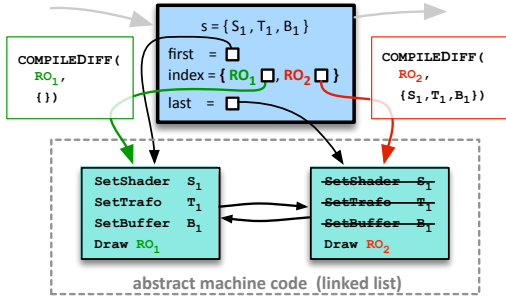 s = { S₁ , T₁ , B₁ }
first =
index = { RO₁ , RO₂ }
last =
COMPILEDIFF(
RO₁
,
{})
COMPILEDIFF(
RO₂
,
{S₁,T₁,B₁})
SetShader S₁
SetTrafo T₁
SetBuffer B₁
Draw RO₁
SetShader S₁
SetTrafo T₁
SetBuffer B₁
Draw RO₂
abstract machine code (linked list)